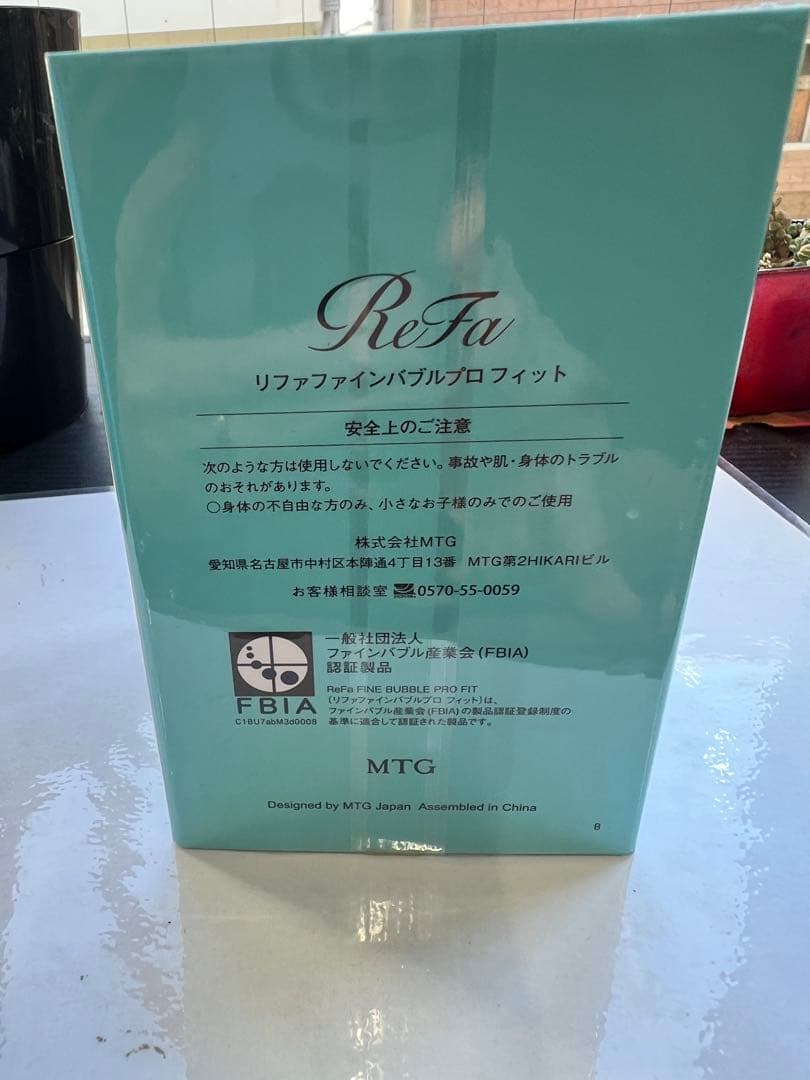 ReFa
リファファインバブルプロ フィット
安全上のご注意
次のような方は使用しないでください。事故や肌・身体のトラブル
のおそれがあります。
○身体の不自由な方のみ、小さなお子様のみでのご使用
株式会社MTG
愛知県名古屋市中村区本陣通4丁目13番 MTG第2HIKARIビル
お客様相談室 0570-55-0059
一般社団法人
ファインバブル産業会(FBIA)
認証製品
FBIA
C1BU7abM3d0008
ReFa FINE BUBBLE PRO FIT
(リファファインバブルプロ フィット)は、
ファインバブル産業会(FBIA)の製品認証登録制度の
基準に適合して認証された製品です。
MTG
Designed by MTG Japan Assembled in China
B